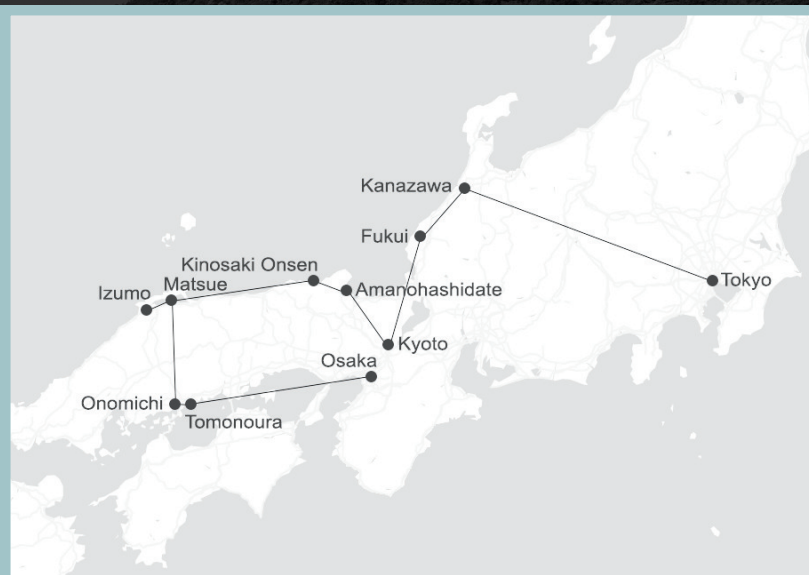 Kanazawa
Fukui
Kinosaki Onsen
Izumo
Matsue
Amanohashidate
Tokyo
Kyoto
Osaka
Onomichi
Tomonoura